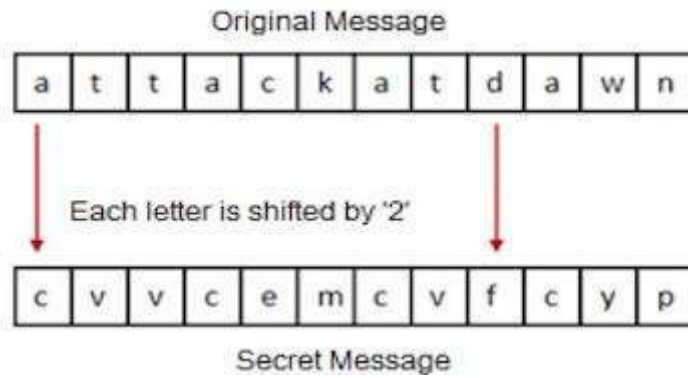 Original Message
a t t a c k a t d a w n
Each letter is shifted by '2'
c v v c e m c v f c y p
Secret Message